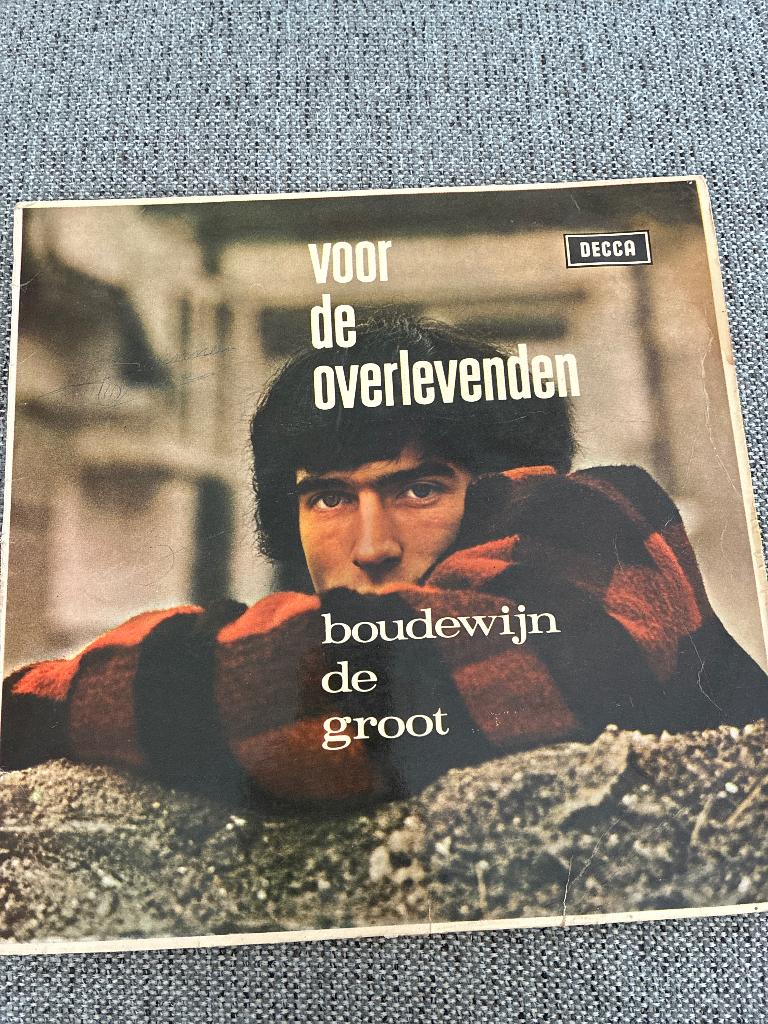 voor
DECCA
de
overlevenden
boudewijn
de
groot